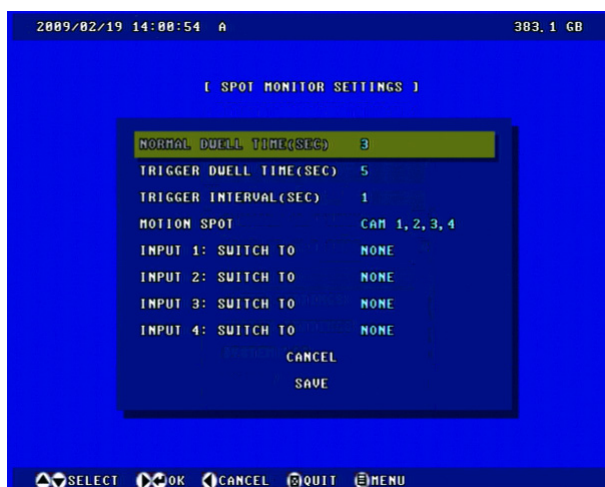 2009/02/19 14:00:54 A 383.1 GB
[ SPOT MONITOR SETTINGS ]
NORMAL DWELL TIME(SEC) 3
TRIGGER DWELL TIME(SEC) 5
TRIGGER INTERVAL(SEC) 1
MOTION SPOT CAM 1,2,3,4
INPUT 1: SWITCH TO NONE
INPUT 2: SWITCH TO NONE
INPUT 3: SWITCH TO NONE
INPUT 4: SWITCH TO NONE
CANCEL
SAVE
SELECT OK CANCEL QUIT MENU